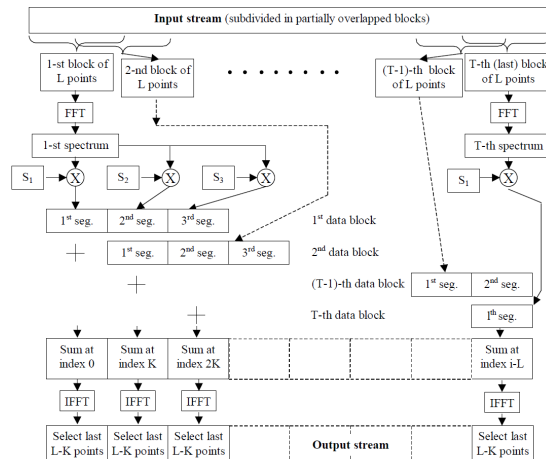 Input stream (subdivided in partially overlapped blocks)
1-st block of
L points
2-nd block of
L points
(T-1)-th block
of L points
T-th (last) block
of L points
FFT
FFT
1-st spectrum
T-th spectrum
S1
X
S2
X
S3
X
S1
X
1st seg.
2nd seg.
3rd seg.
1st data block
1st seg.
2nd seg.
3rd seg.
2nd data block
(T-1)-th data block
1st seg.
2nd seg.
T-th data block
1th seg.
Sum at
index 0
Sum at
index K
Sum at
index 2K
Sum at
index i-L
IFFT
IFFT
IFFT
IFFT
Select last
L-K points
Select last
L-K points
Select last
L-K points
Output stream
Select last
L-K points